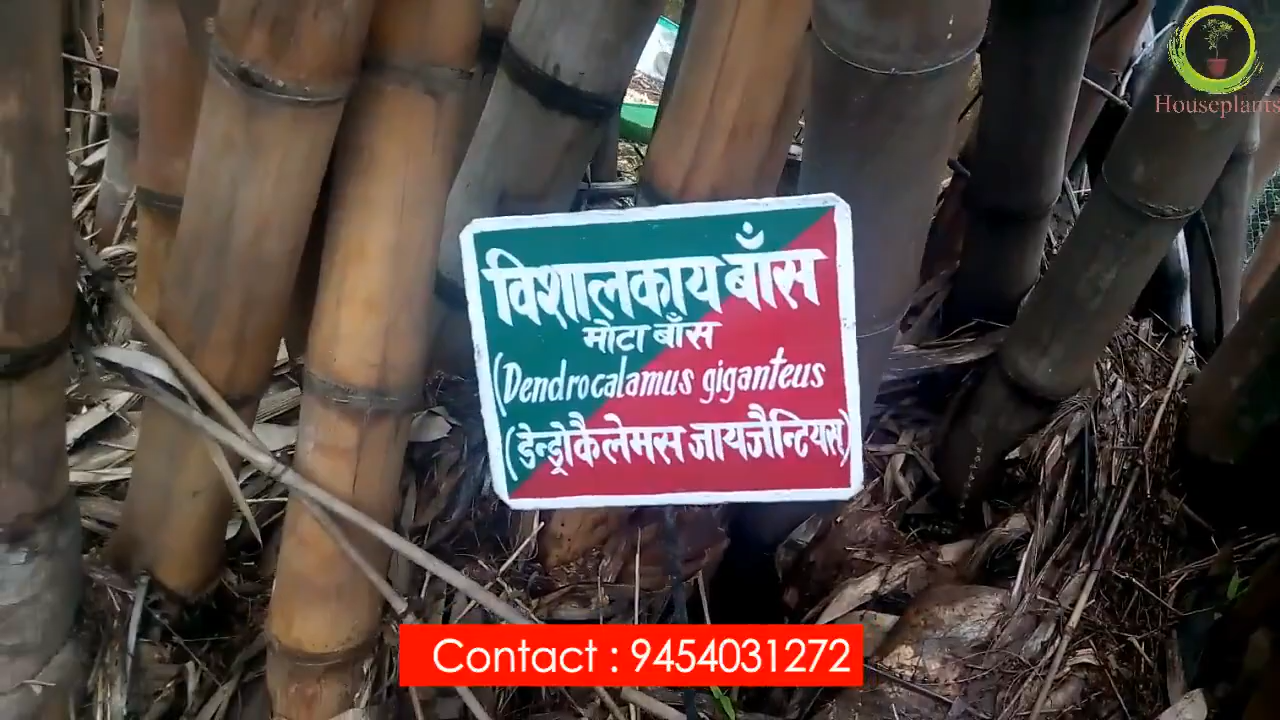 Houseplants
विशालकाय बाँस
मोटा बाँस
(Dendrocalamus giganteus
(डेन्ड्रोकैलेमस जायजैन्टियस)
Contact : 9454031272